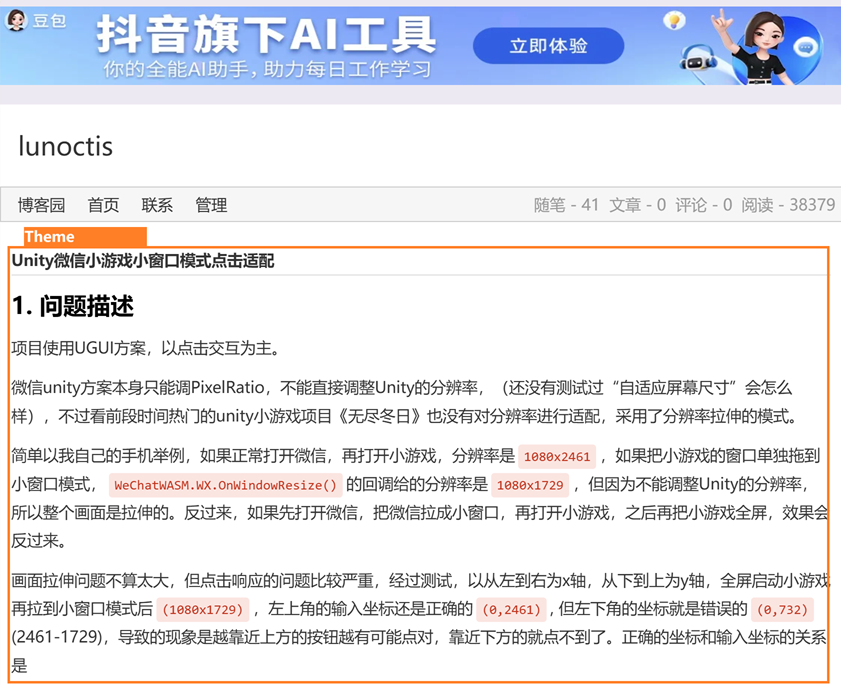 豆包
抖音旗下AI工具
你的全能AI助手，助力每日工作学习
立即体验
lunoctis
博客园 首页 联系 管理 随笔 - 41 文章 - 0 评论 - 0 阅读 - 38379
Theme
Unity微信小游戏小窗口模式点击适配
1. 问题描述
项目使用UGUI方案，以点击交互为主。
微信unity方案本身只能调PixelRatio，不能直接调整Unity的分辨率，（还没有测试过“自适应屏幕尺寸”会怎么
样），不过看前段时间热门的unity小游戏项目《无尽冬日》也没有对分辨率进行适配，采用了分辨率拉伸的模式。
简单以我自己的手机举例，如果正常打开微信，再打开小游戏，分辨率是 1080x2461 ，如果把小游戏的窗口单独拖到
小窗口模式， WeChatWASM.WX.OnWindowResize() 的回调给的分辨率是 1080x1729 ，但因为不能调整Unity的分辨率，
所以整个画面是拉伸的。反过来，如果先打开微信，把微信拉成小窗口，再打开小游戏，之后再把小游戏全屏，效果会
反过来。
画面拉伸问题不算太大，但点击响应的问题比较严重，经过测试，以从左到右为x轴，从下到上为y轴，全屏启动小游戏
再拉到小窗口模式后 (1080x1729) ，左上角的输入坐标还是正确的 (0,2461) , 但左下角的坐标就是错误的 (0,732)
(2461-1729)，导致的现象是越靠近上方的按钮越有可能点对，靠近下方的就点不到了。正确的坐标和输入坐标的关系
是